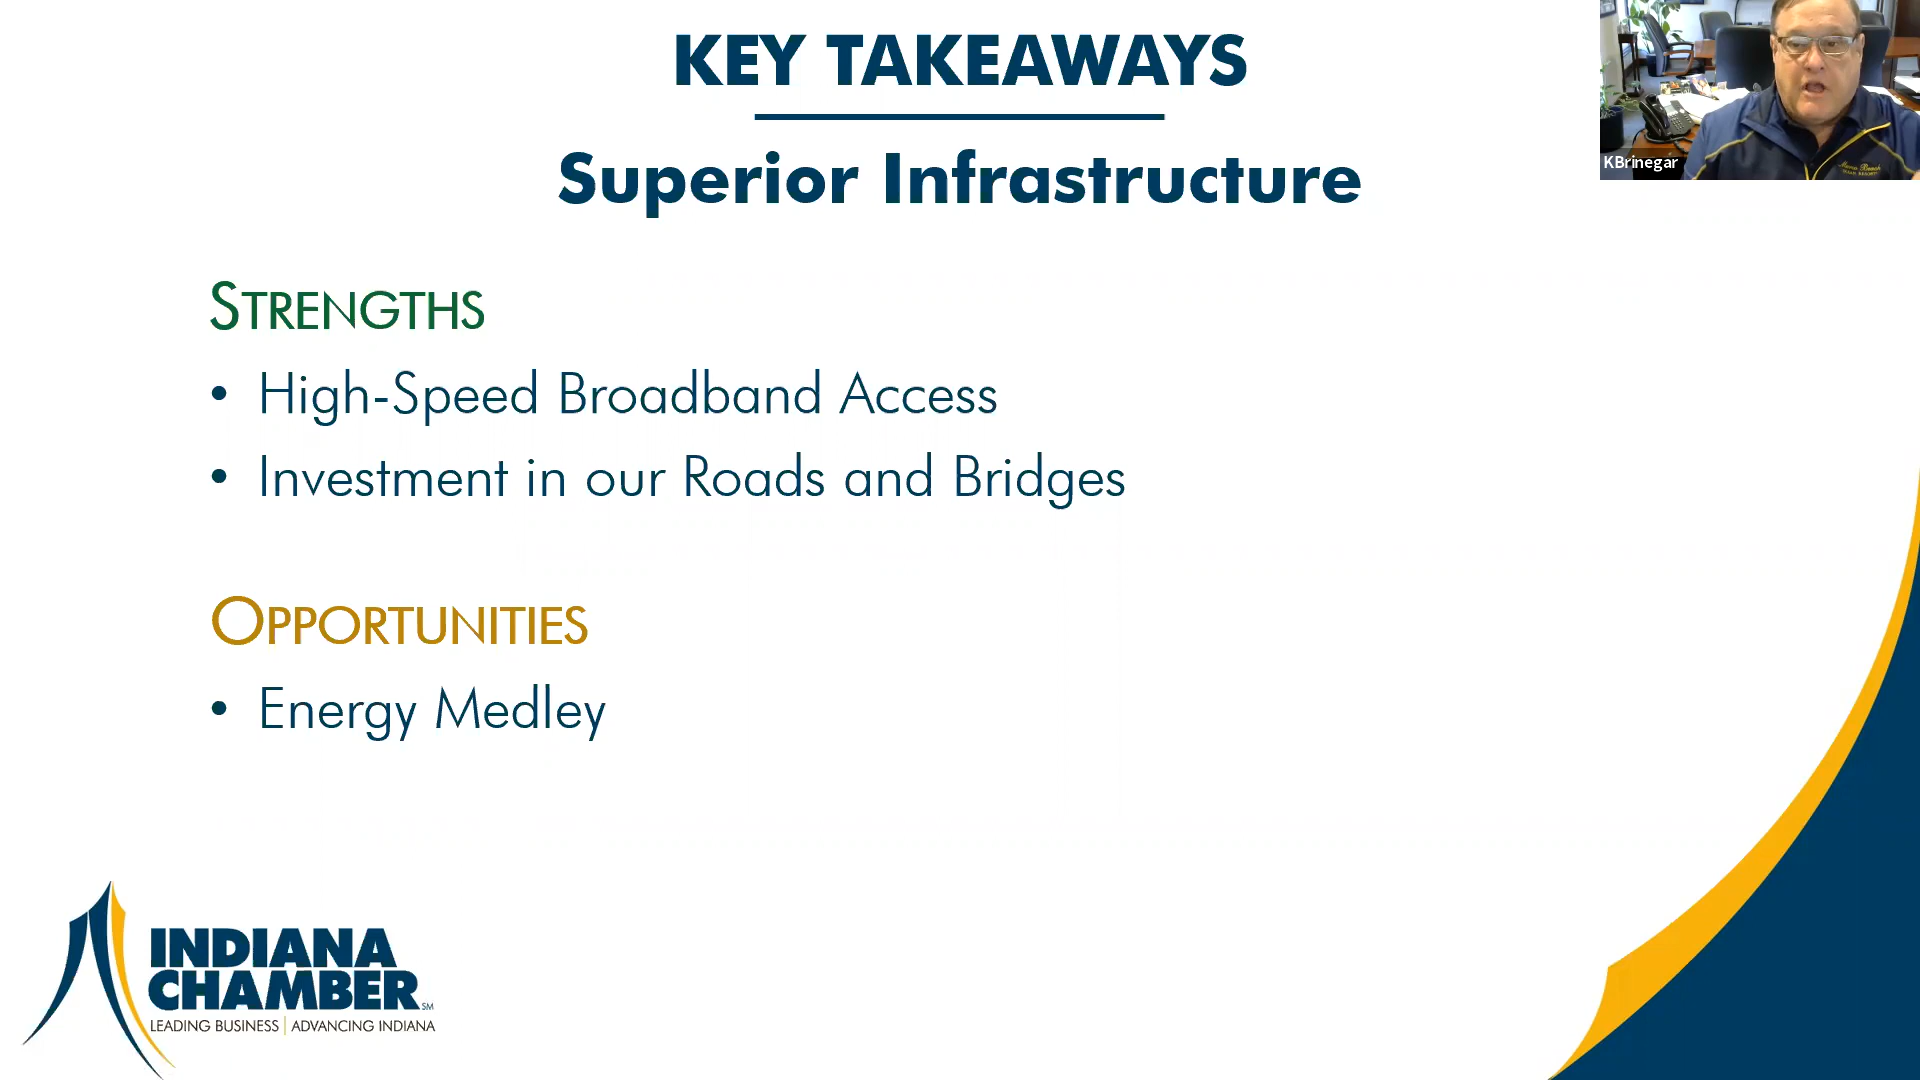 KEY TAKEAWAYS
Superior Infrastructure
KBrinegar
STRENGTHS
• High-Speed Broadband Access
• Investment in our Roads and Bridges
OPPORTUNITIES
• Energy Medley
INDIANA
CHAMBER SM
LEADING BUSINESS | ADVANCING INDIANA